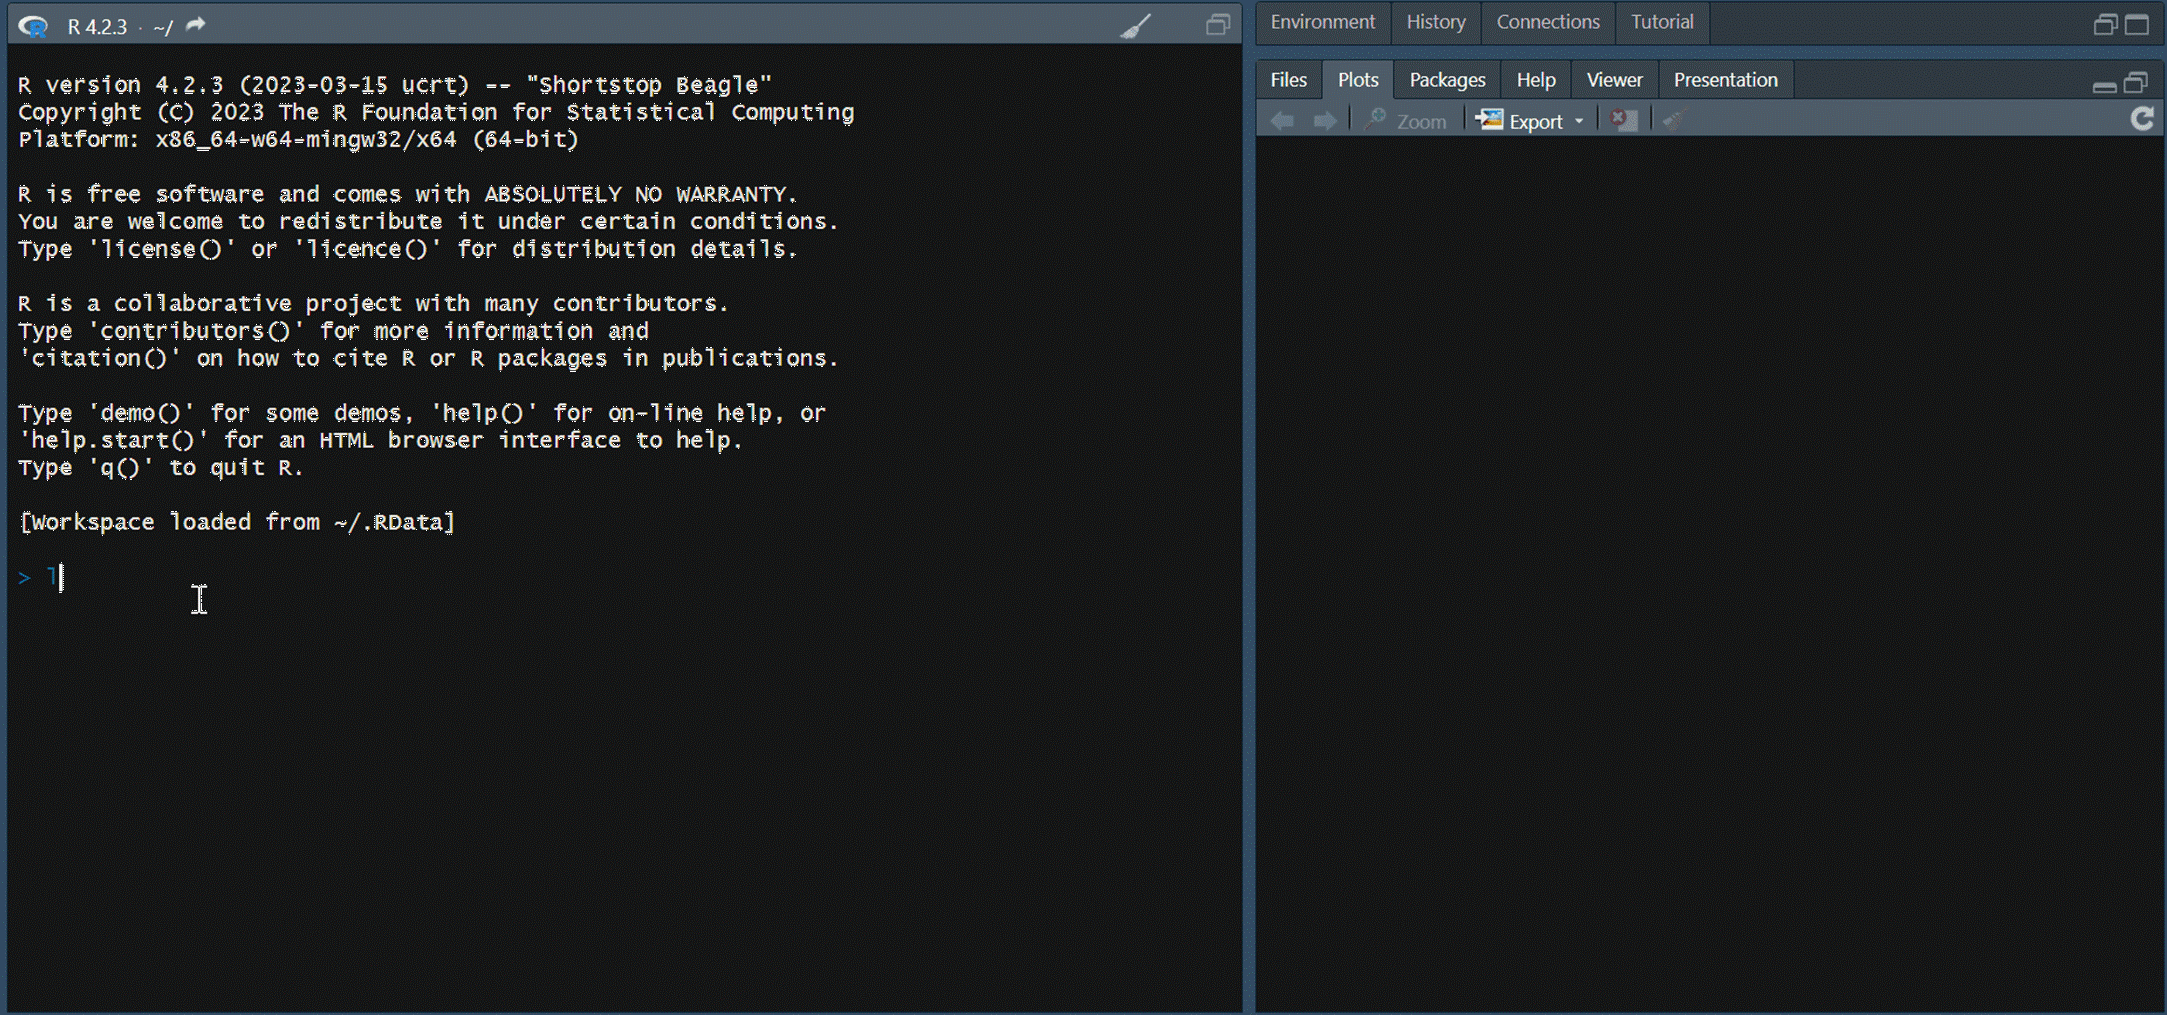 R 4.2.3 · ~/
R version 4.2.3 (2023-03-15 ucrt) -- "Shortstop Beagle"
Copyright (C) 2023 The R Foundation for Statistical Computing
Platform: x86_64-w64-mingw32/x64 (64-bit)
R is free software and comes with ABSOLUTELY NO WARRANTY.
You are welcome to redistribute it under certain conditions.
Type 'license()' or 'licence()' for distribution details.
R is a collaborative project with many contributors.
Type 'contributors()' for more information and
'citation()' on how to cite R or R packages in publications.
Type 'demo()' for some demos, 'help()' for on-line help, or
'help.start()' for an HTML browser interface to help.
Type 'q()' to quit R.
[Workspace loaded from ~/.RData]
> l
Environment History Connections Tutorial
Files Plots Packages Help Viewer Presentation
Zoom Export